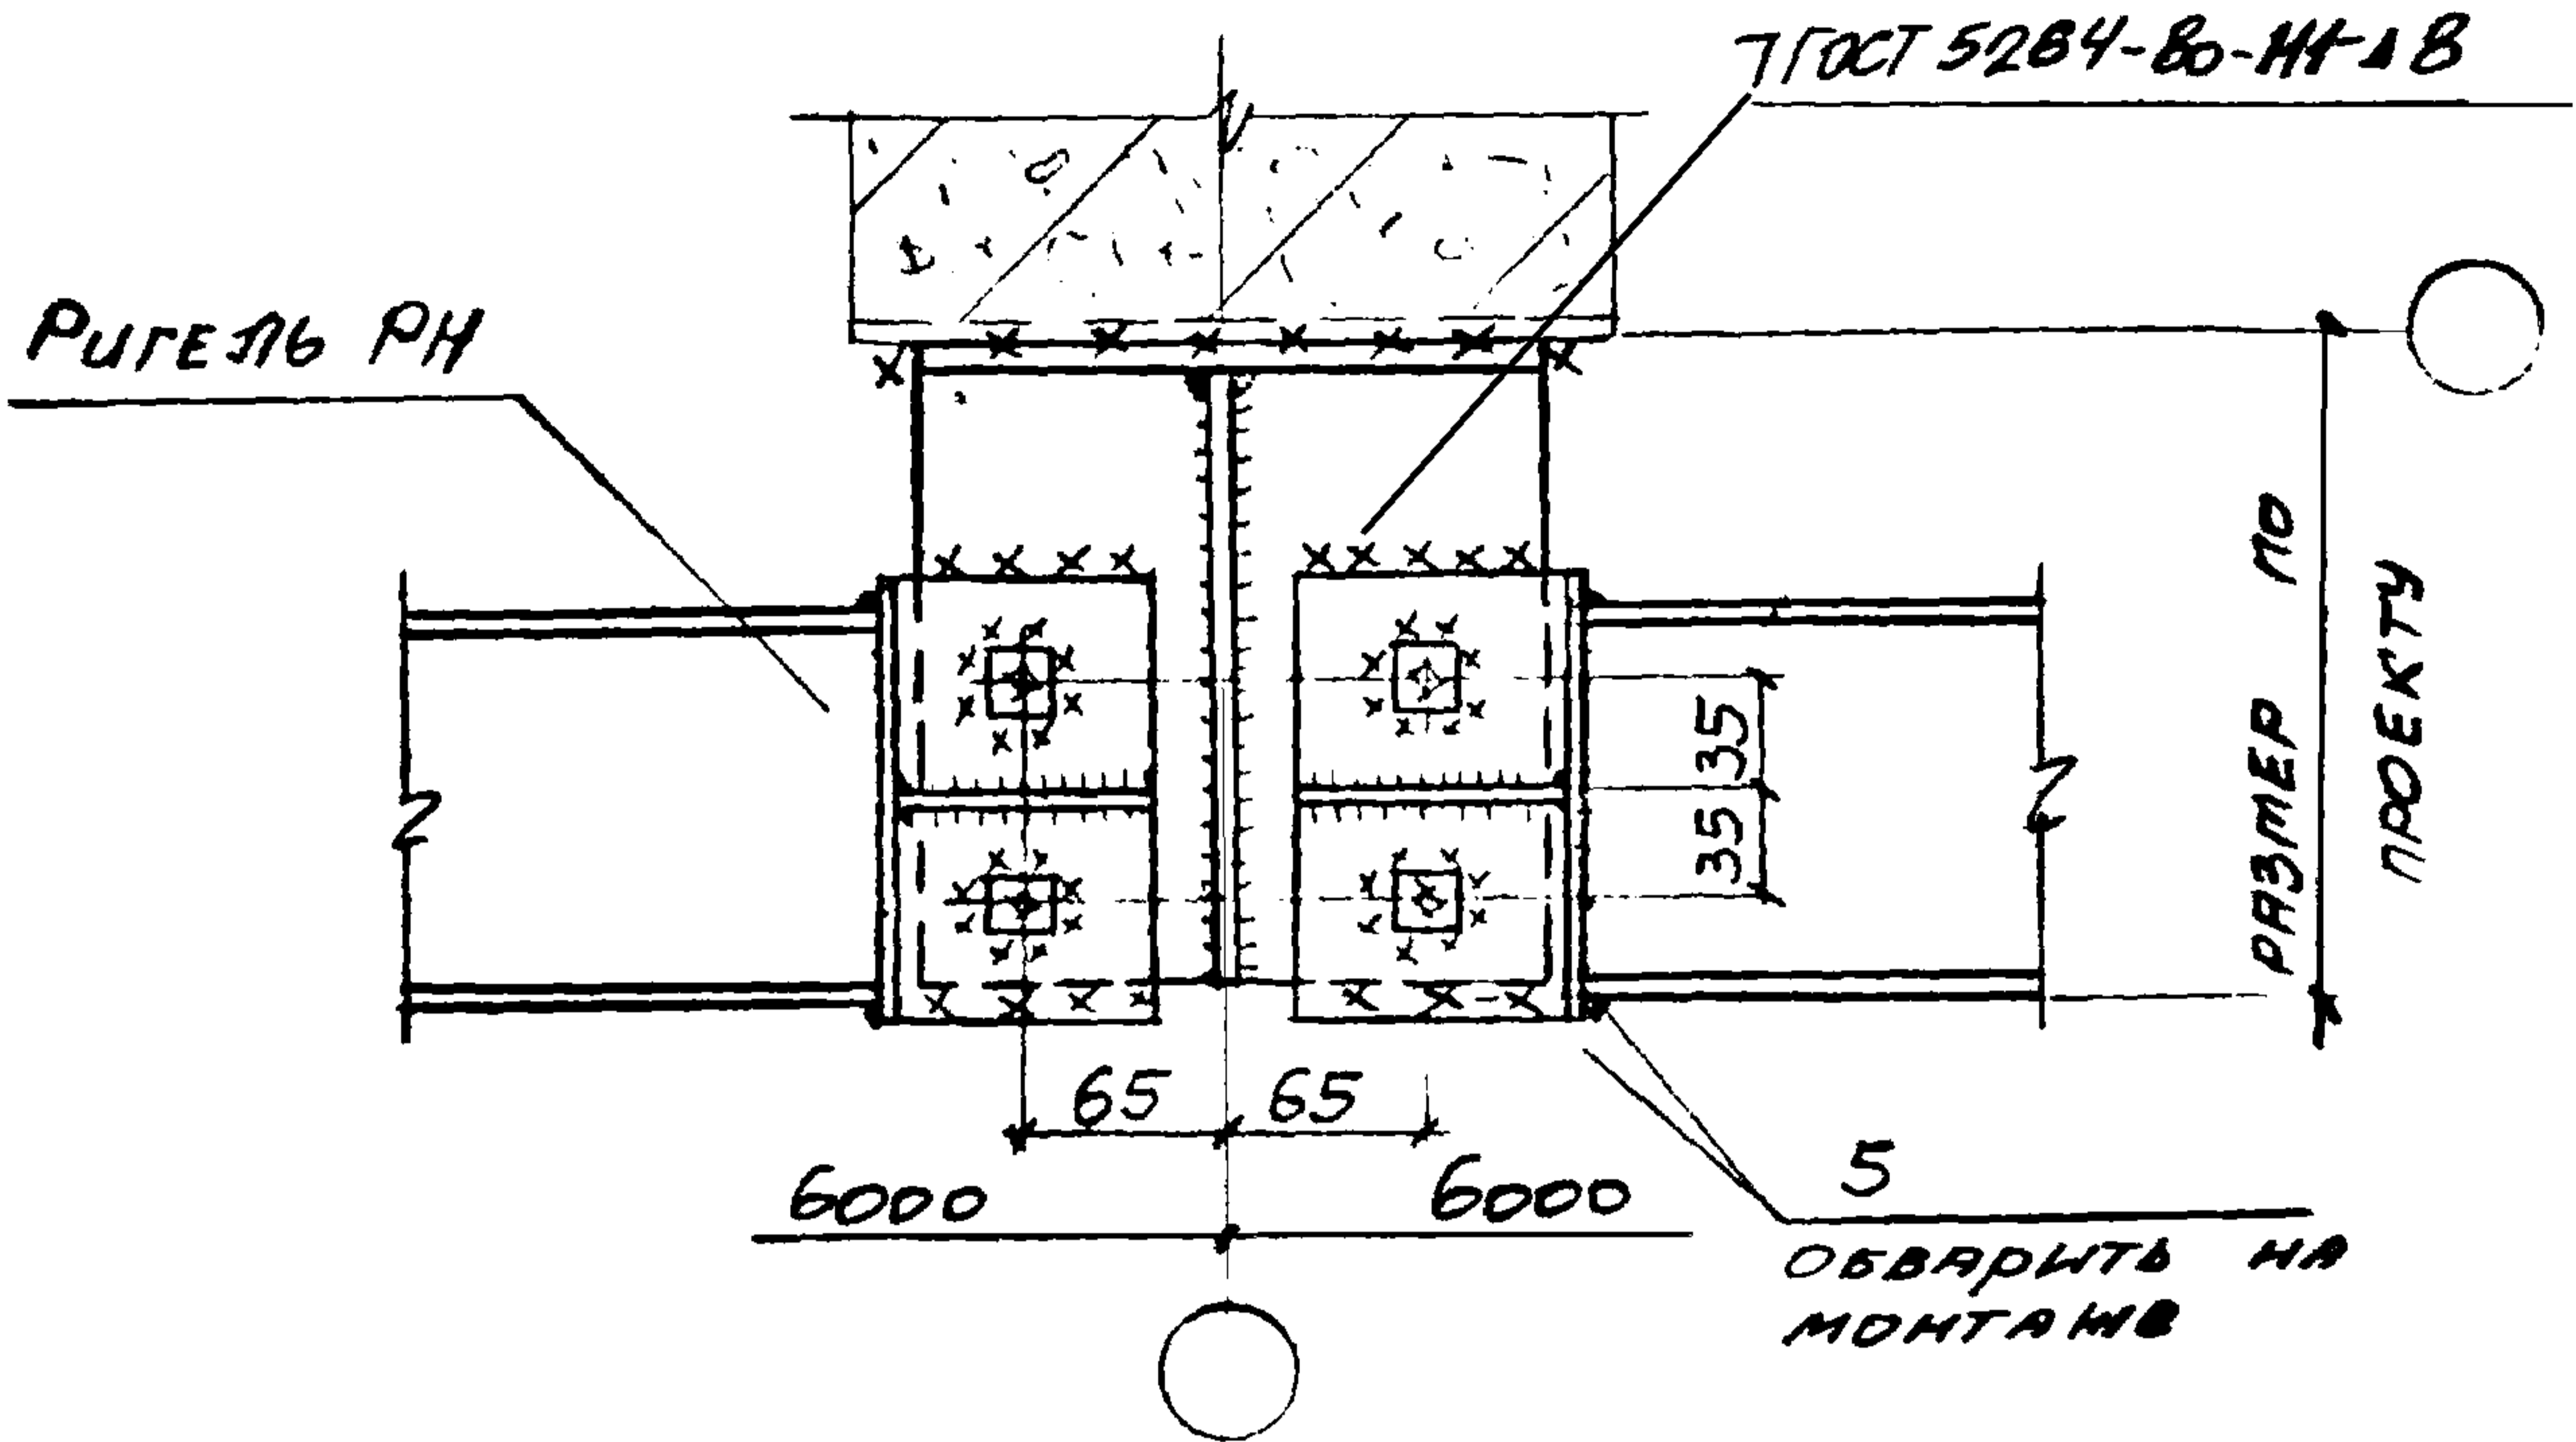 ГОСТ 5264-80-Н1-△8
Ригель РН
РАЗМЕР ПО
ПРОЕКТУ
35
35
65 65
6000 6000
5
ОБВАРИТЬ НА
МОНТАЖЕ